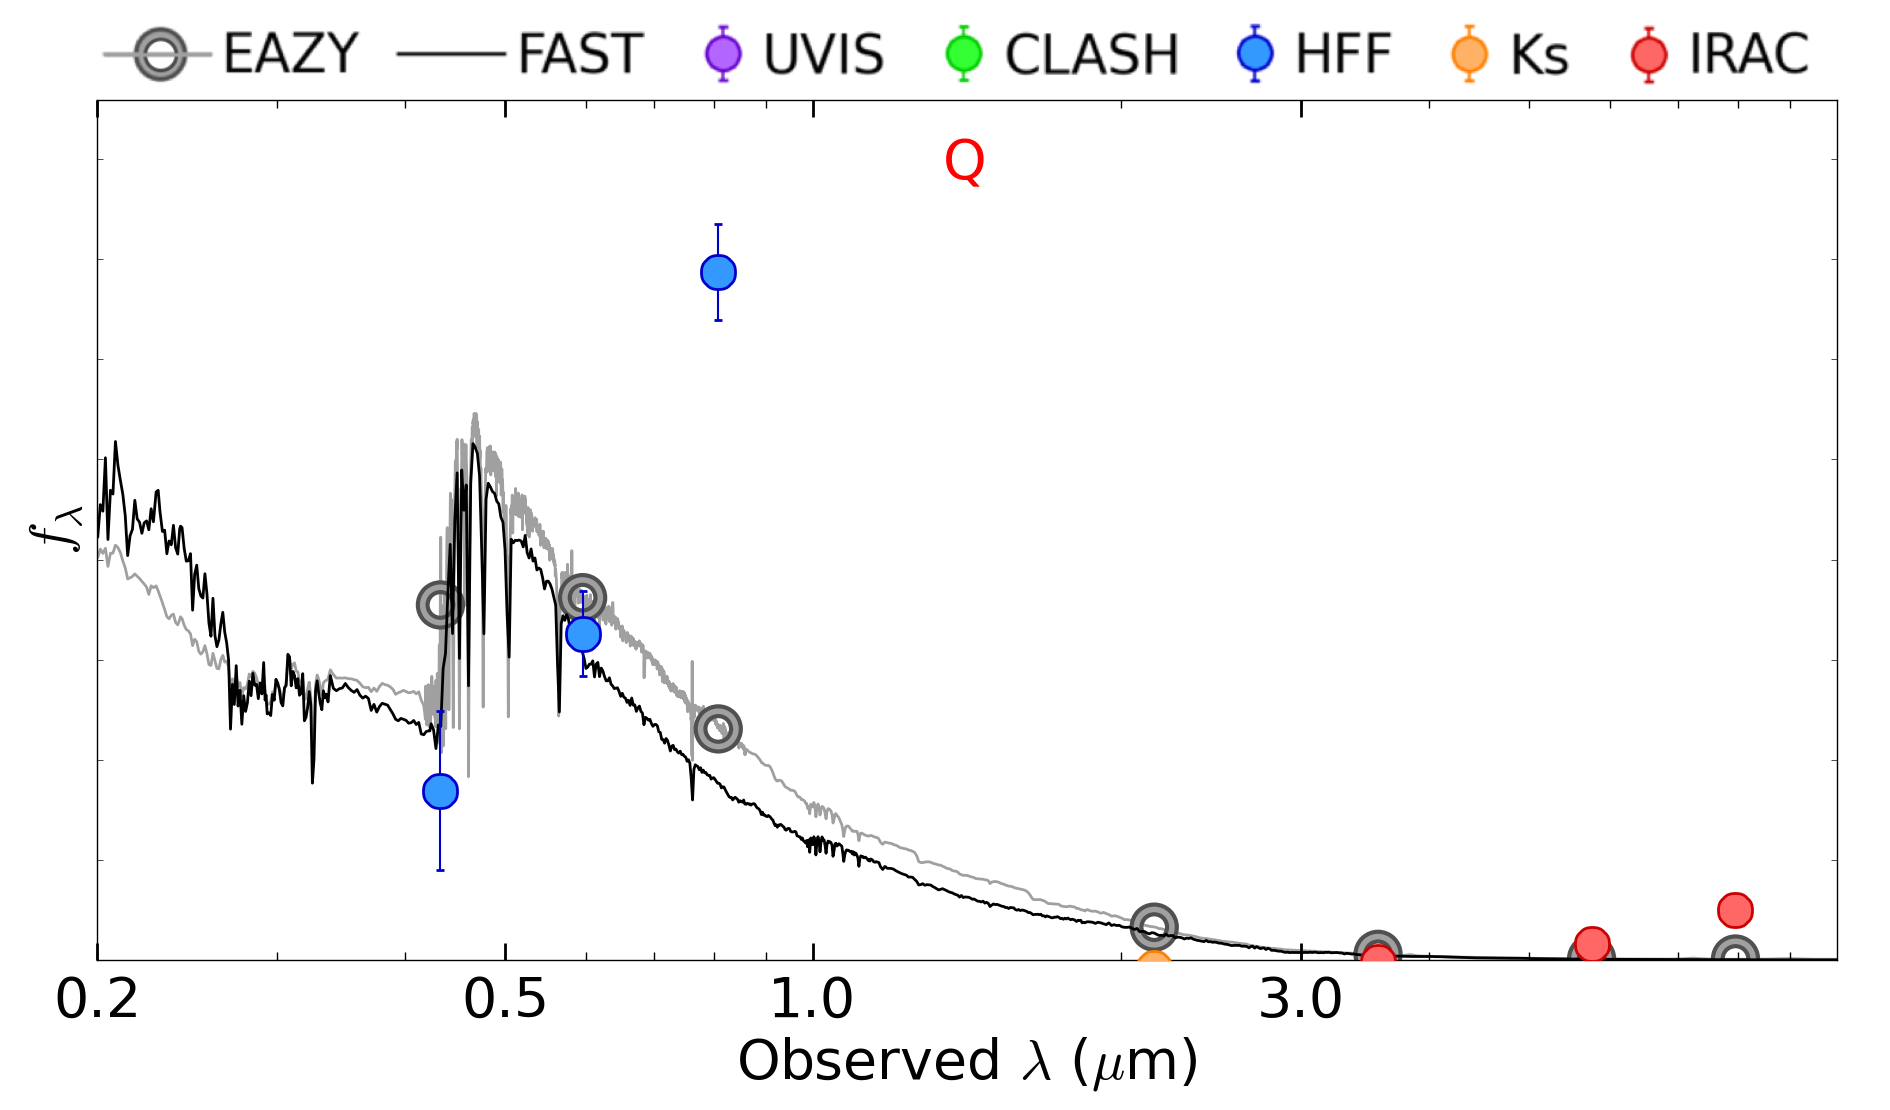 EAZY FAST UVIS CLASH HFF Ks IRAC
Q
fλ
0.2 0.5 1.0 3.0
Observed λ (μm)